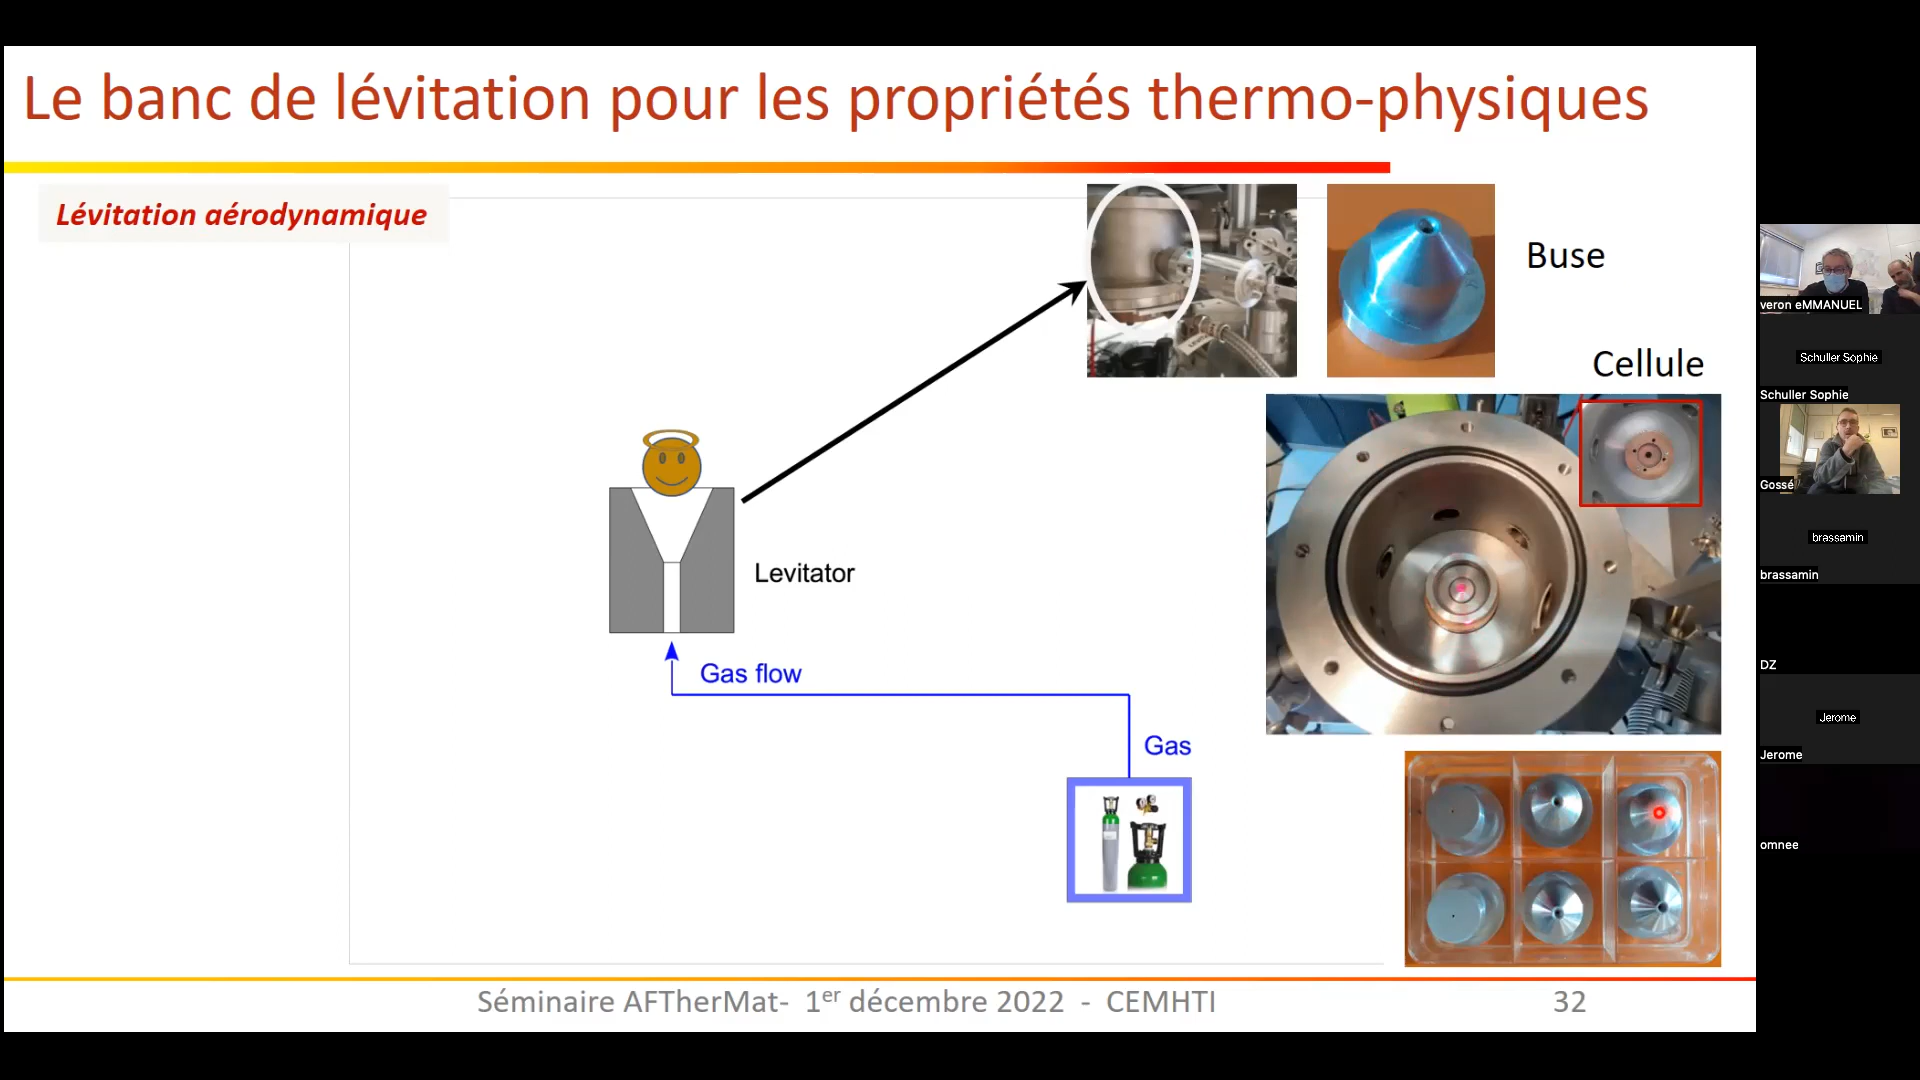 Le banc de lévitation pour les propriétés thermo-physiques
Lévitation aérodynamique
Buse
Cellule
Levitator
Gas flow
Gas
Séminaire AFTherMat- 1er décembre 2022 - CEMHTI
32
veron eMMANUEL
Schuller Sophie
Schuller Sophie
Gossé
brassamin
brassamin
DZ
Jerome
Jerome
omnee